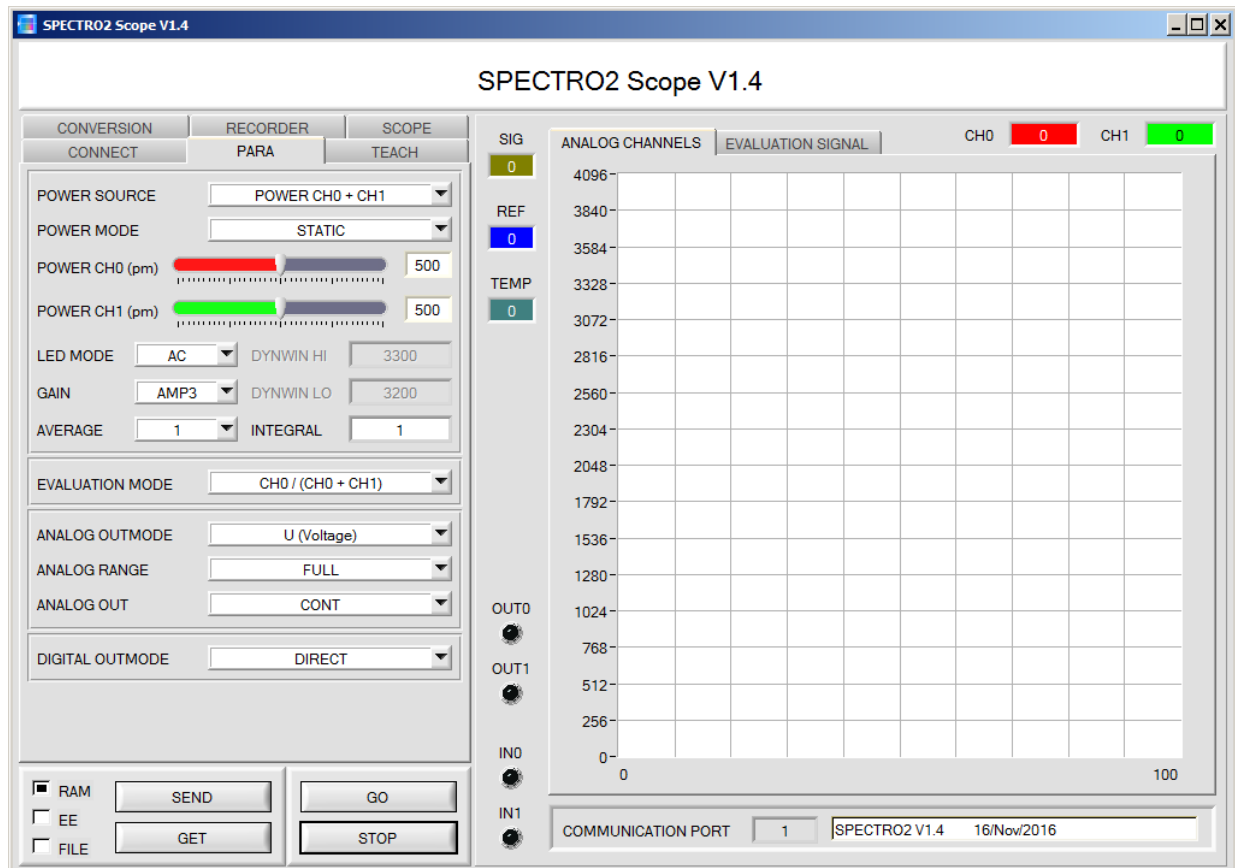 SPECTRO2 Scope V1.4
SPECTRO2 Scope V1.4
CONVERSION RECORDER SCOPE
CONNECT PARA TEACH
POWER SOURCE POWER CH0 + CH1
POWER MODE STATIC
POWER CH0 (pm) 500
POWER CH1 (pm) 500
LED MODE AC DYNWIN HI 3300
GAIN AMP3 DYNWIN LO 3200
AVERAGE 1 INTEGRAL 1
EVALUATION MODE CH0 / (CH0 + CH1)
ANALOG OUTMODE U (Voltage)
ANALOG RANGE FULL
ANALOG OUT CONT
DIGITAL OUTMODE DIRECT
RAM
EE
FILE
SEND
GET
GO
STOP
SIG
0
REF
0
TEMP
0
OUT0
OUT1
IN0
IN1
ANALOG CHANNELS EVALUATION SIGNAL CH0 0 CH1 0
4096
3840
3584
3328
3072
2816
2560
2304
2048
1792
1536
1280
1024
768
512
256
0
0 100
COMMUNICATION PORT 1 SPECTRO2 V1.4 16/Nov/2016